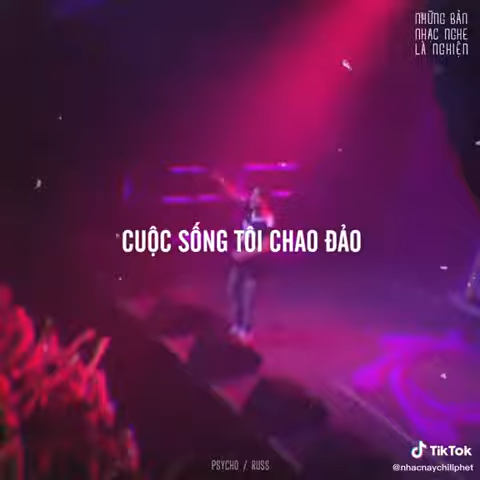 NHỮNG BẢN
NHẠC NGHE
LÀ NGHIỆN
CUỘC SỐNG TÔI CHAO ĐẢO
PSYCHO / RUSS
TikTok
@nhacnaychillphet